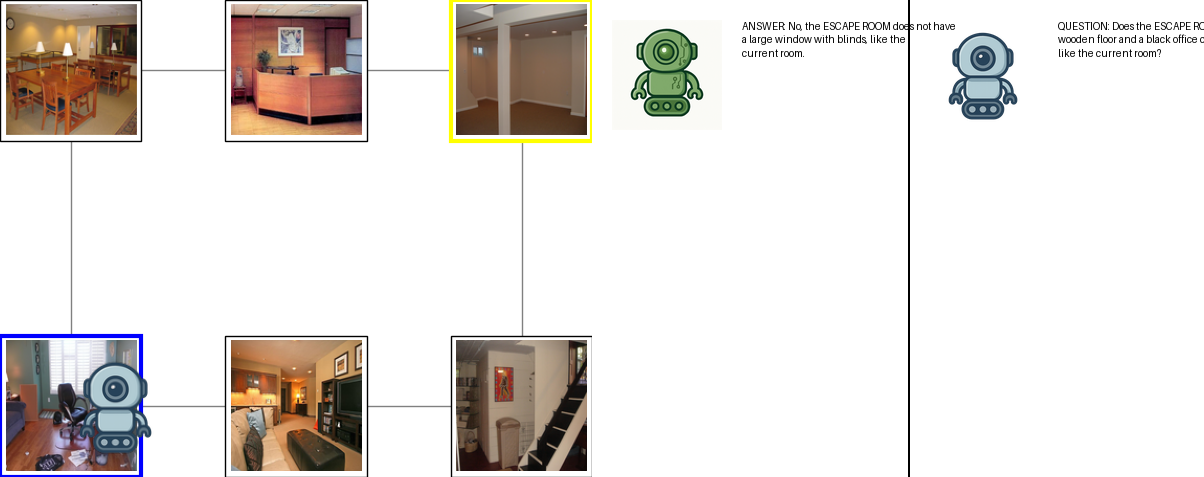 ANSWER: No, the ESCAPE ROOM does not have
a large window with blinds, like the
current room.
QUESTION: Does the ESCAPE
wooden floor and a black office
like the current room?